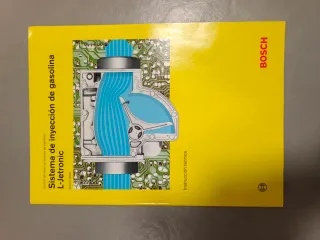 Sistema de inyección de gasolina
L-Jetronic
BOSCH
Instrucción técnica